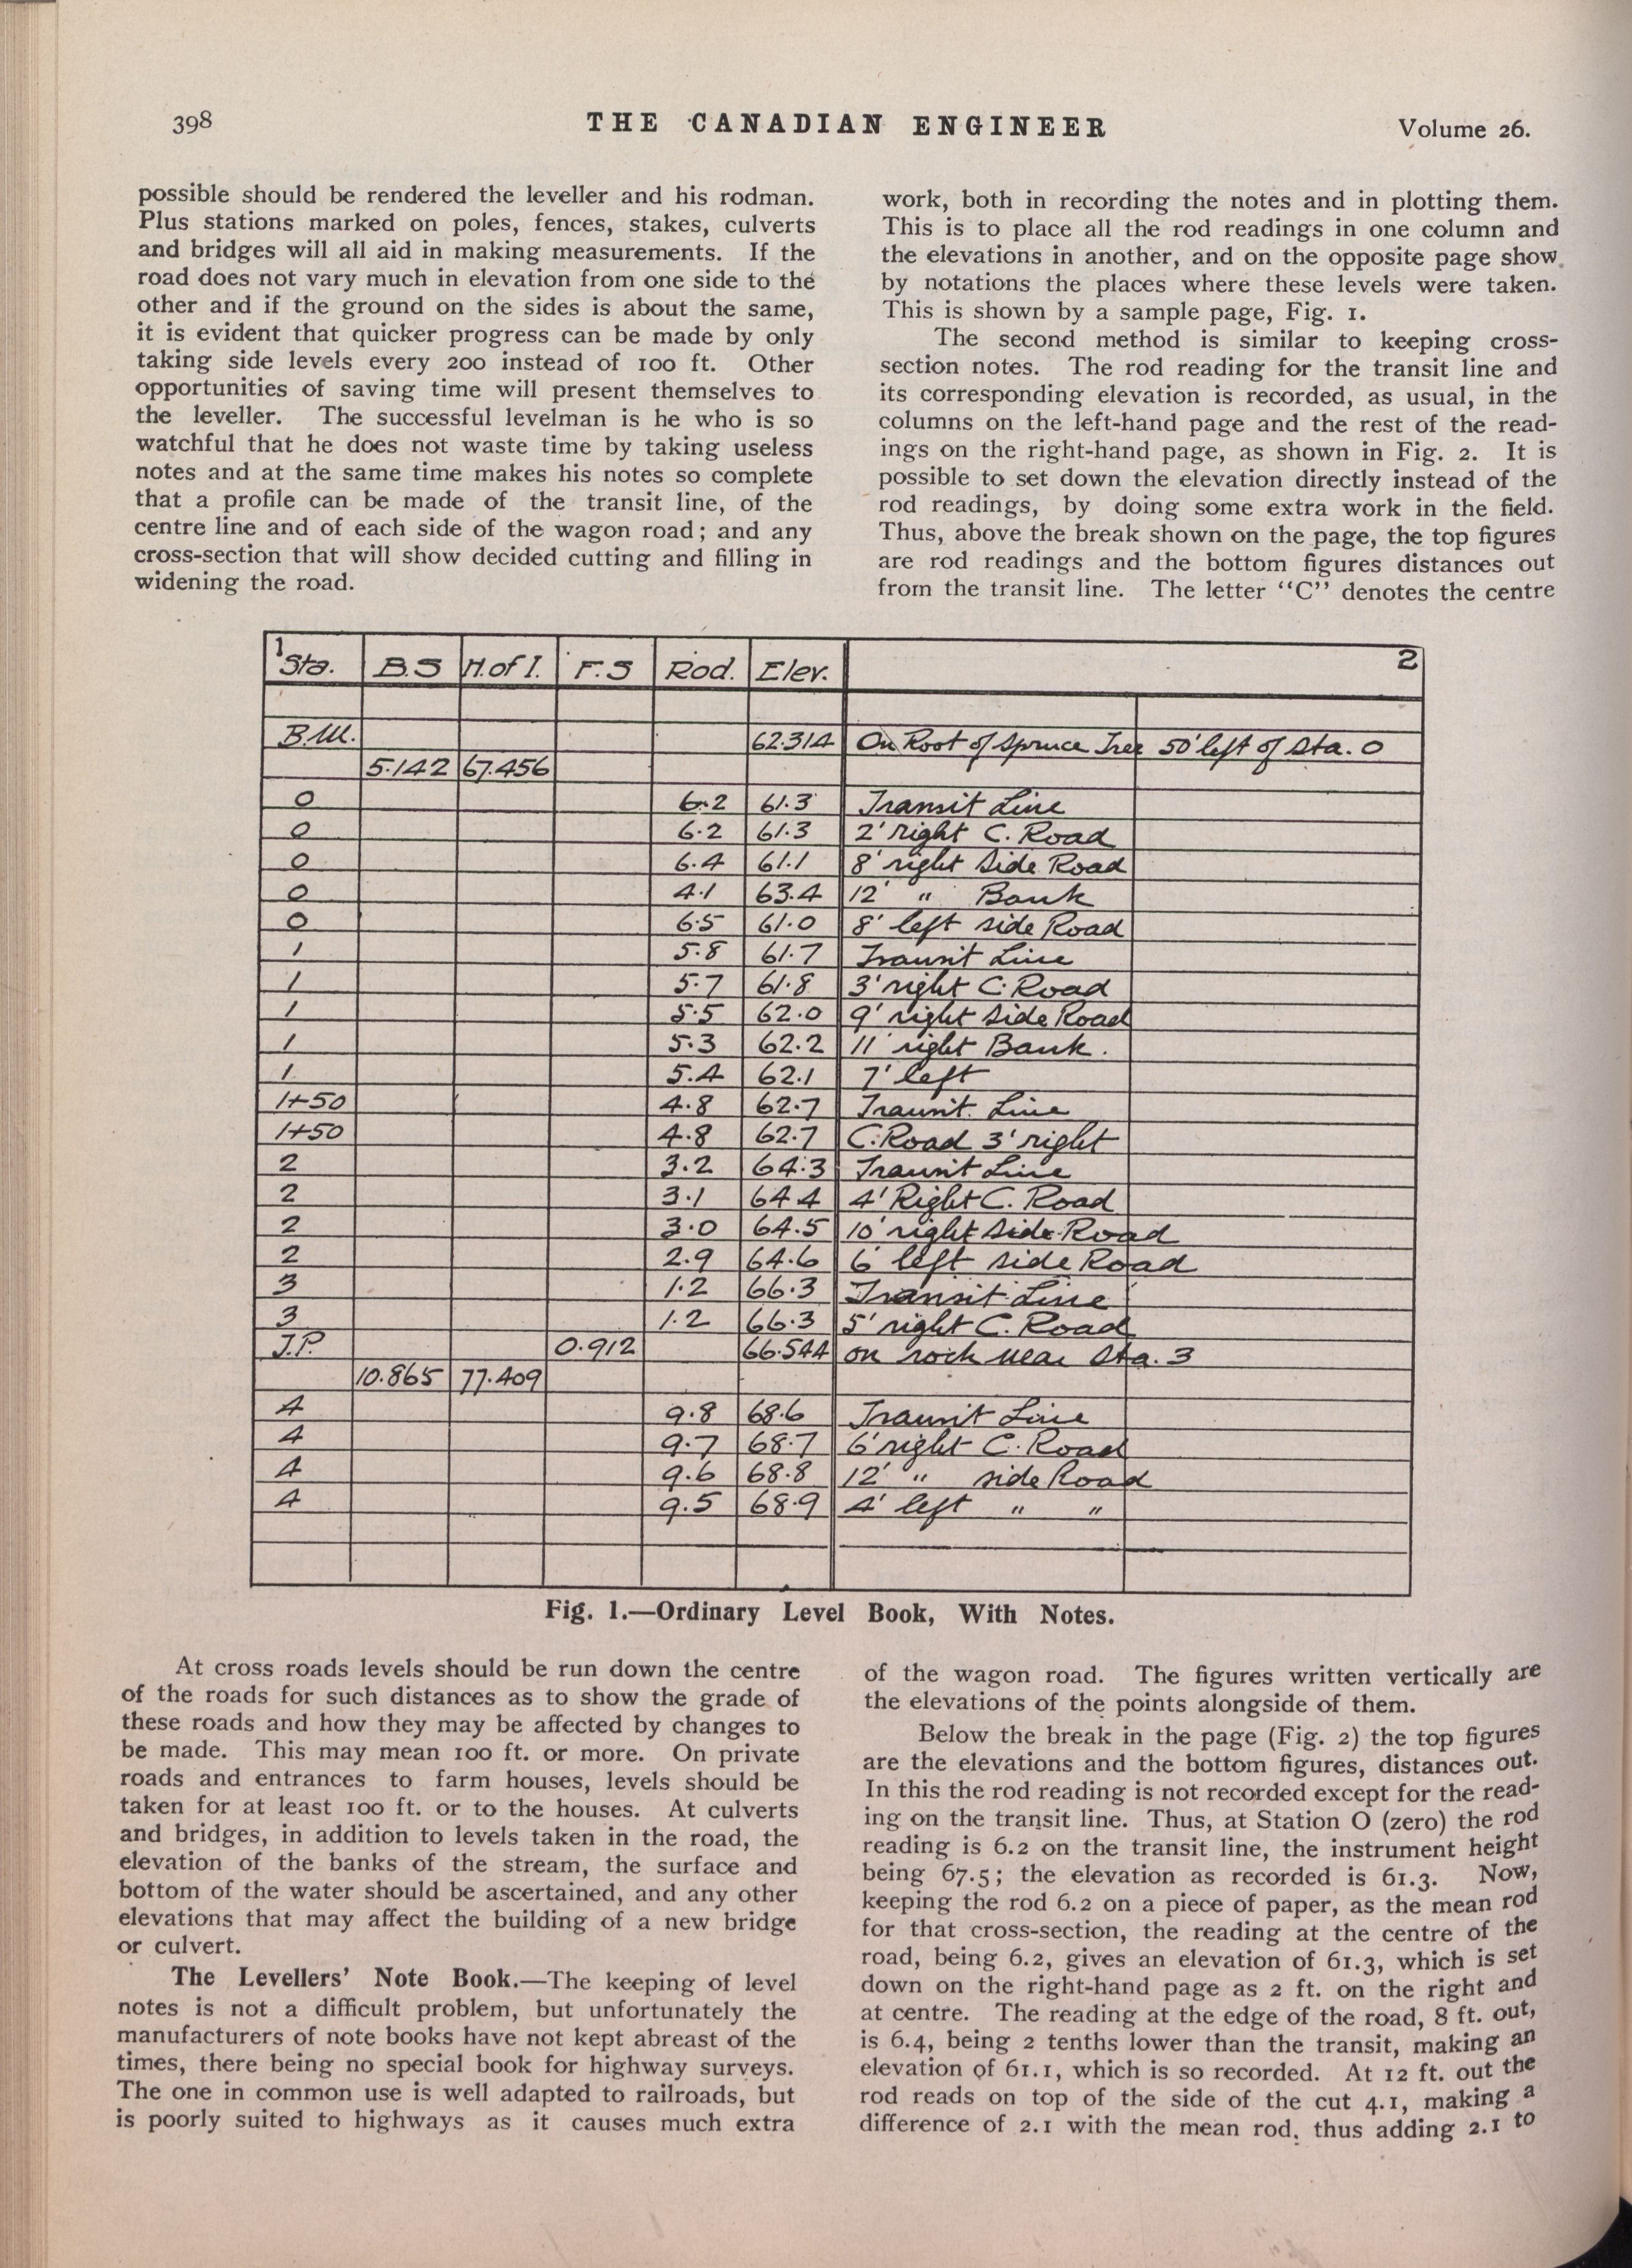 398
THE CANADIAN ENGINEER
Volume 26.
possible should be rendered the leveller and his rodman.
Plus stations marked on poles, fences, stakes, culverts
and bridges will all aid in making measurements. If the
road does not vary much in elevation from one side to the
other and if the ground on the sides is about the same,
it is evident that quicker progress can be made by only
taking side levels every 200 instead of 100 ft. Other
opportunities of saving time will present themselves to
the leveller. The successful levelman is he who is so
watchful that he does not waste time by taking useless
notes and at the same time makes his notes so complete
that a profile can be made of the transit line, of the
centre line and of each side of the wagon road; and any
cross-section that will show decided cutting and filling in
widening the road.
work, both in recording the notes and in plotting them.
This is to place all the rod readings in one column and
the elevations in another, and on the opposite page show
by notations the places where these levels were taken.
This is shown by a sample page, Fig. 1.
The second method is similar to keeping cross-
section notes. The rod reading for the transit line and
its corresponding elevation is recorded, as usual, in the
columns on the left-hand page and the rest of the read-
ings on the right-hand page, as shown in Fig. 2. It is
possible to set down the elevation directly instead of the
rod readings, by doing some extra work in the field.
Thus, above the break shown on the page, the top figures
are rod readings and the bottom figures distances out
from the transit line. The letter "C" denotes the centre
1 2
Sta. B.S H. of I. F.S Rod. Elev.
B.M. 62.314 On Root of Spruce Tree 50' left of Sta. 0
5.142 67.456
0 6.2 61.3 Transit Line
0 6.2 61.3 2' right C. Road
0 6.4 61.1 8' right side Road
0 4.1 63.4 12' " Bank
0 6.5 61.0 8' left side Road
1 5.8 61.7 Transit Line
1 5.7 61.8 3' right C. Road
1 5.5 62.0 9' right side Road
1 5.3 62.2 11' right Bank.
1 5.4 62.1 7' left
1+50 4.8 62.7 Transit Line
1+50 4.8 62.7 C. Road 3' right
2 3.2 64.3 Transit Line
2 3.1 64.4 4' Right C. Road
2 3.0 64.5 10' right side Road
2 2.9 64.6 6' left side Road
3 1.2 66.3 Transit Line
3 1.2 66.3 5' right C. Road
T.P. 0.912 66.544 on rock near Sta. 3
10.865 77.409
4 9.8 68.6 Transit Line
4 9.7 68.7 6' right C. Road
4 9.6 68.8 12' " side Road
4 9.5 68.9 4' left " "
Fig. 1.—Ordinary Level Book, With Notes.
At cross roads levels should be run down the centre
of the roads for such distances as to show the grade of
these roads and how they may be affected by changes to
be made. This may mean 100 ft. or more. On private
roads and entrances to farm houses, levels should be
taken for at least 100 ft. or to the houses. At culverts
and bridges, in addition to levels taken in the road, the
elevation of the banks of the stream, the surface and
bottom of the water should be ascertained, and any other
elevations that may affect the building of a new bridge
or culvert.
The Levellers' Note Book.—The keeping of level
notes is not a difficult problem, but unfortunately the
manufacturers of note books have not kept abreast of the
times, there being no special book for highway surveys.
The one in common use is well adapted to railroads, but
is poorly suited to highways as it causes much extra
of the wagon road. The figures written vertically are
the elevations of the points alongside of them.
Below the break in the page (Fig. 2) the top figures
are the elevations and the bottom figures, distances out.
In this the rod reading is not recorded except for the read-
ing on the transit line. Thus, at Station O (zero) the rod
reading is 6.2 on the transit line, the instrument height
being 67.5; the elevation as recorded is 61.3. Now,
keeping the rod 6.2 on a piece of paper, as the mean rod
for that cross-section, the reading at the centre of the
road, being 6.2, gives an elevation of 61.3, which is set
down on the right-hand page as 2 ft. on the right and
at centre. The reading at the edge of the road, 8 ft. out,
is 6.4, being 2 tenths lower than the transit, making an
elevation of 61.1, which is so recorded. At 12 ft. out the
rod reads on top of the side of the cut 4.1, making a
difference of 2.1 with the mean rod, thus adding 2.1 to